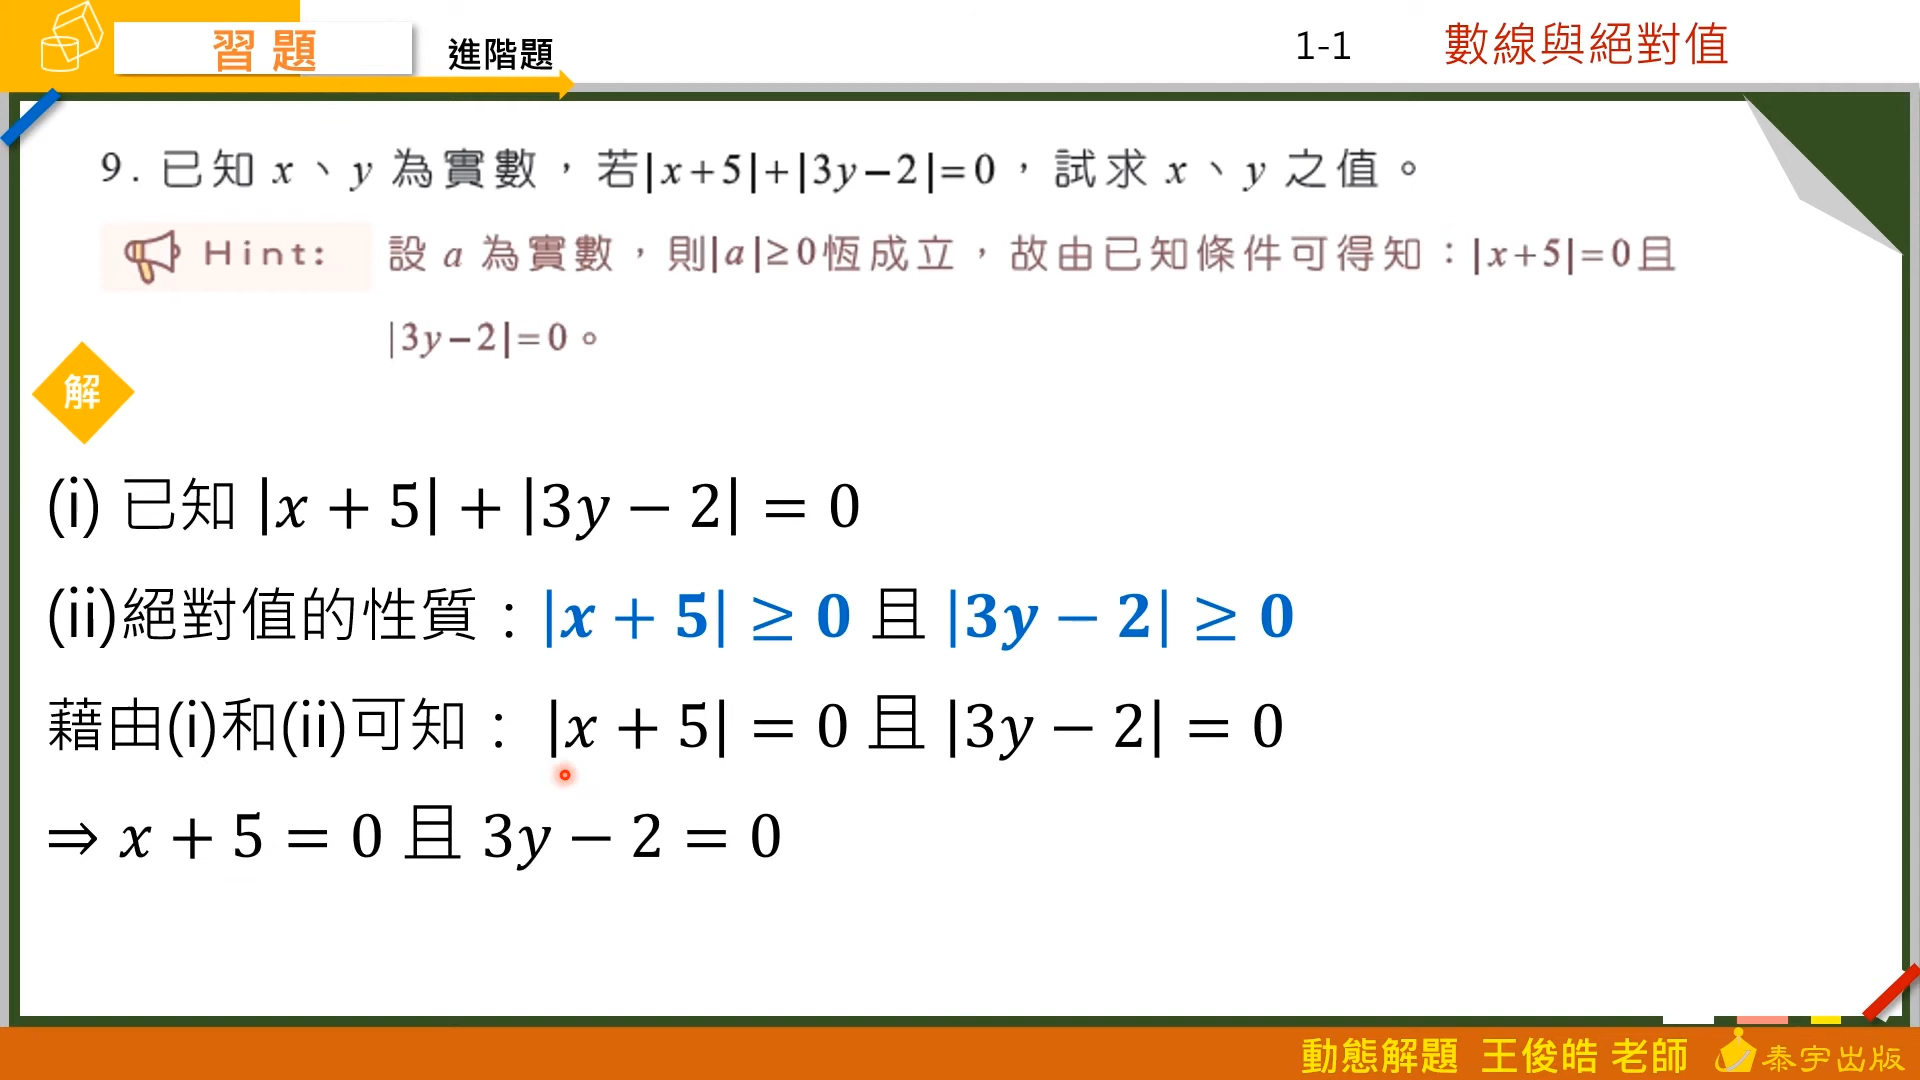 習題
進階題
1-1 數線與絕對值
9. 已知 x、y 為實數，若|x+5|+|3y−2|=0，試求 x、y 之值。
Hint: 設 a 為實數，則|a|≥0恆成立，故由已知條件可得知：|x+5|=0且
|3y−2|=0。
解
(i) 已知 |x + 5| + |3y − 2| = 0
(ii)絕對值的性質：|x + 5| ≥ 0 且 |3y − 2| ≥ 0
藉由(i)和(ii)可知： |x + 5| = 0 且 |3y − 2| = 0
⇒ x + 5 = 0 且 3y − 2 = 0
動態解題 王俊皓 老師 泰宇出版